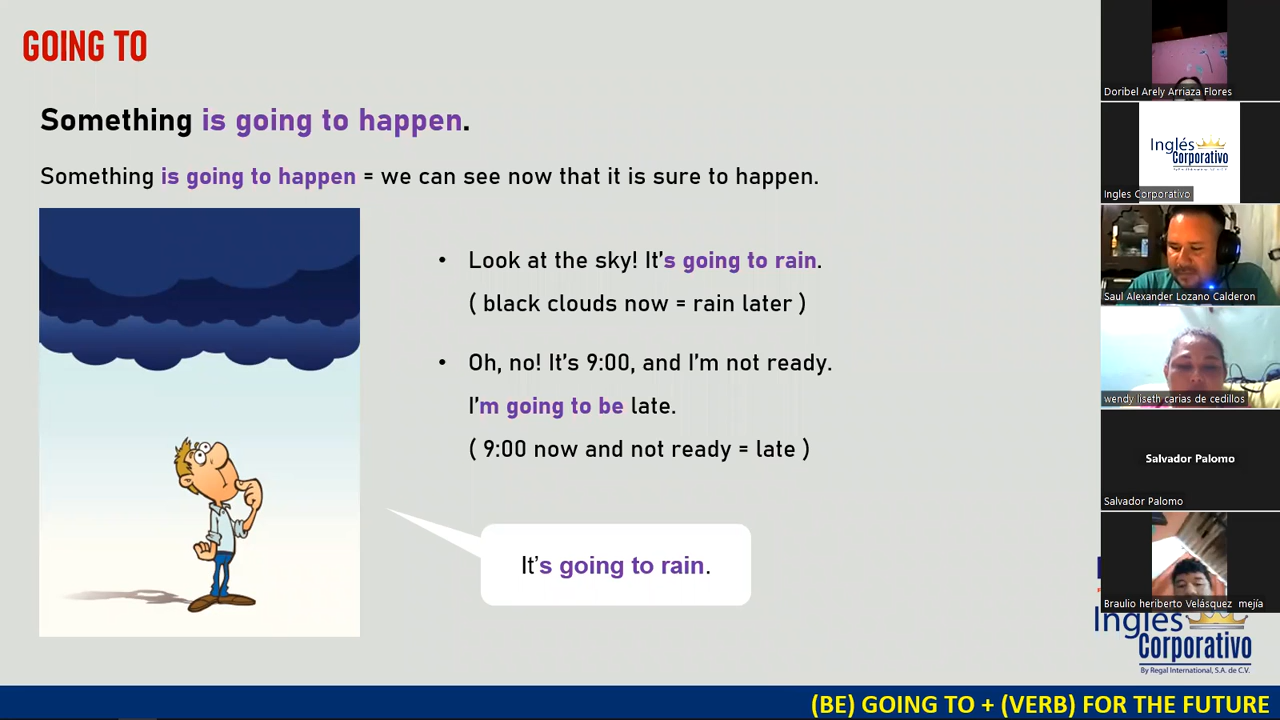 GOING TO
Something is going to happen.
Something is going to happen = we can see now that it is sure to happen.
• Look at the sky! It's going to rain.
( black clouds now = rain later )
• Oh, no! It's 9:00, and I'm not ready.
I'm going to be late.
( 9:00 now and not ready = late )
It's going to rain.
(BE) GOING TO + (VERB) FOR THE FUTURE
Doribel Arely Arriaza Flores
Inglés
Corporativo
Ingles Corporativo
Saul Alexander Lozano Calderon
wendy liseth carias de cedillos
Salvador Palomo
Salvador Palomo
Braulio heriberto Velásquez mejía
Inglés
Corporativo
By Regal International, S.A. de C.V.